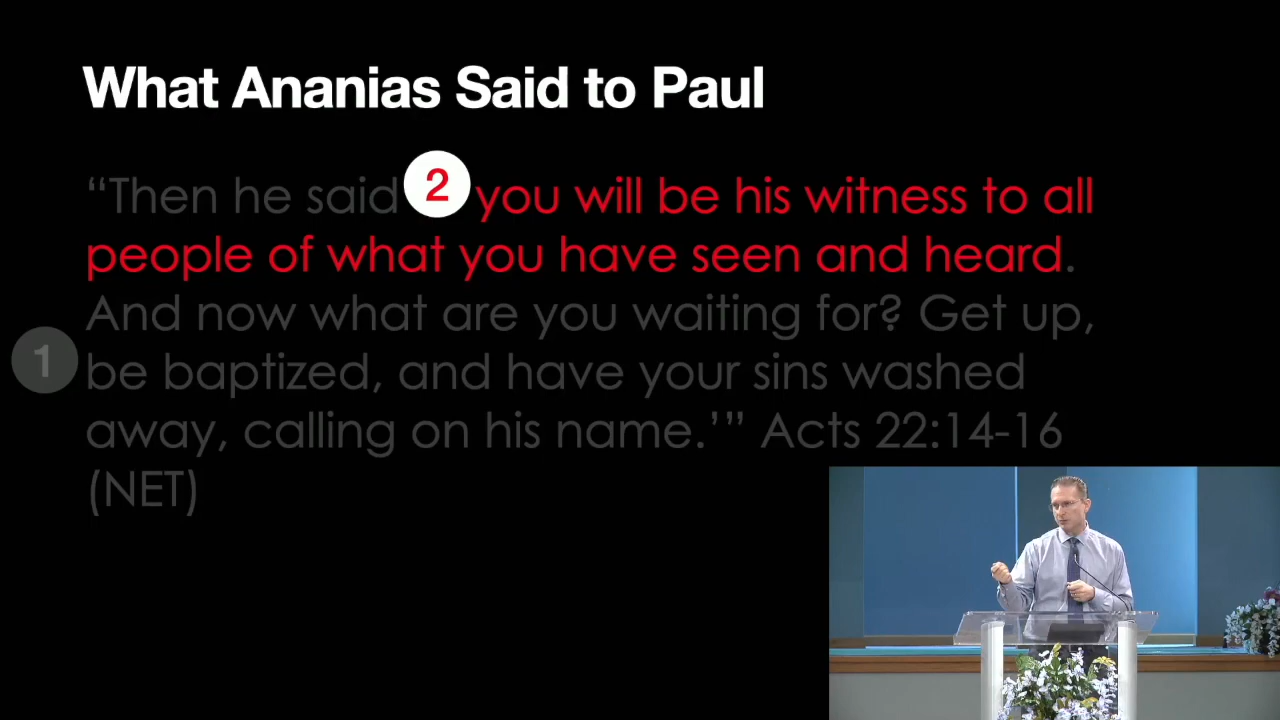 What Ananias Said to Paul
“Then he said 2 you will be his witness to all
people of what you have seen and heard.
And now what are you waiting for? Get up,
1 be baptized, and have your sins washed
away, calling on his name.’” Acts 22:14-16
(NET)